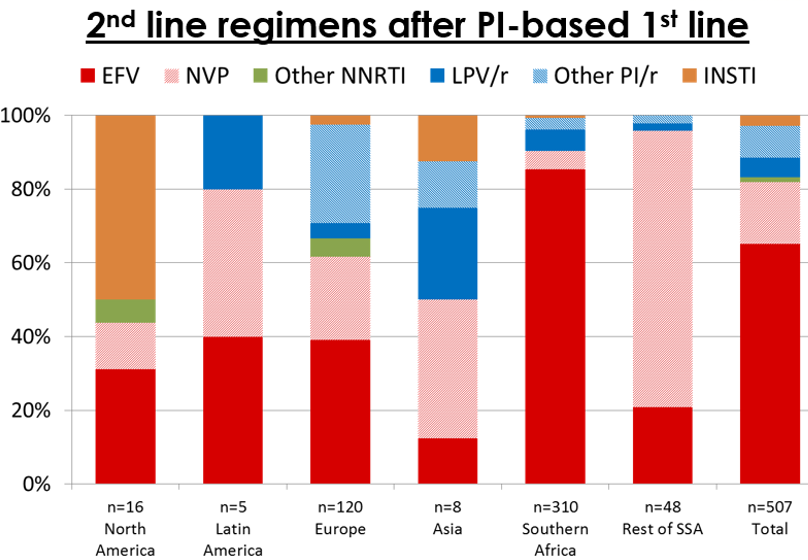 2nd line regimens after PI-based 1st line
EFV NVP Other NNRTI LPV/r Other PI/r INSTI
100%
80%
60%
40%
20%
0%
n=16 n=5 n=120 n=8 n=310 n=48 n=507
North Latin Europe Asia Southern Rest of SSA Total
America America Africa